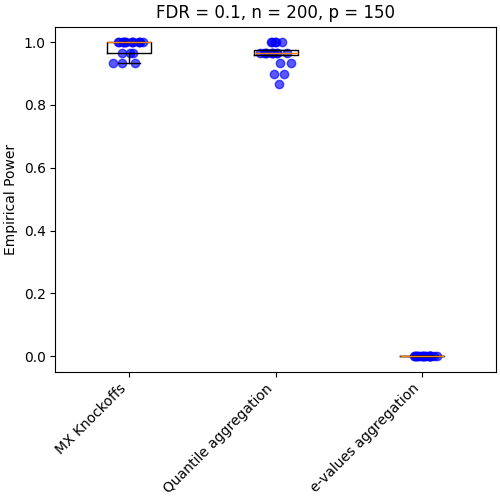 FDR = 0.1, n = 200, p = 150
Empirical Power
1.0
0.8
0.6
0.4
0.2
0.0
MX Knockoffs
Quantile aggregation
e-values aggregation